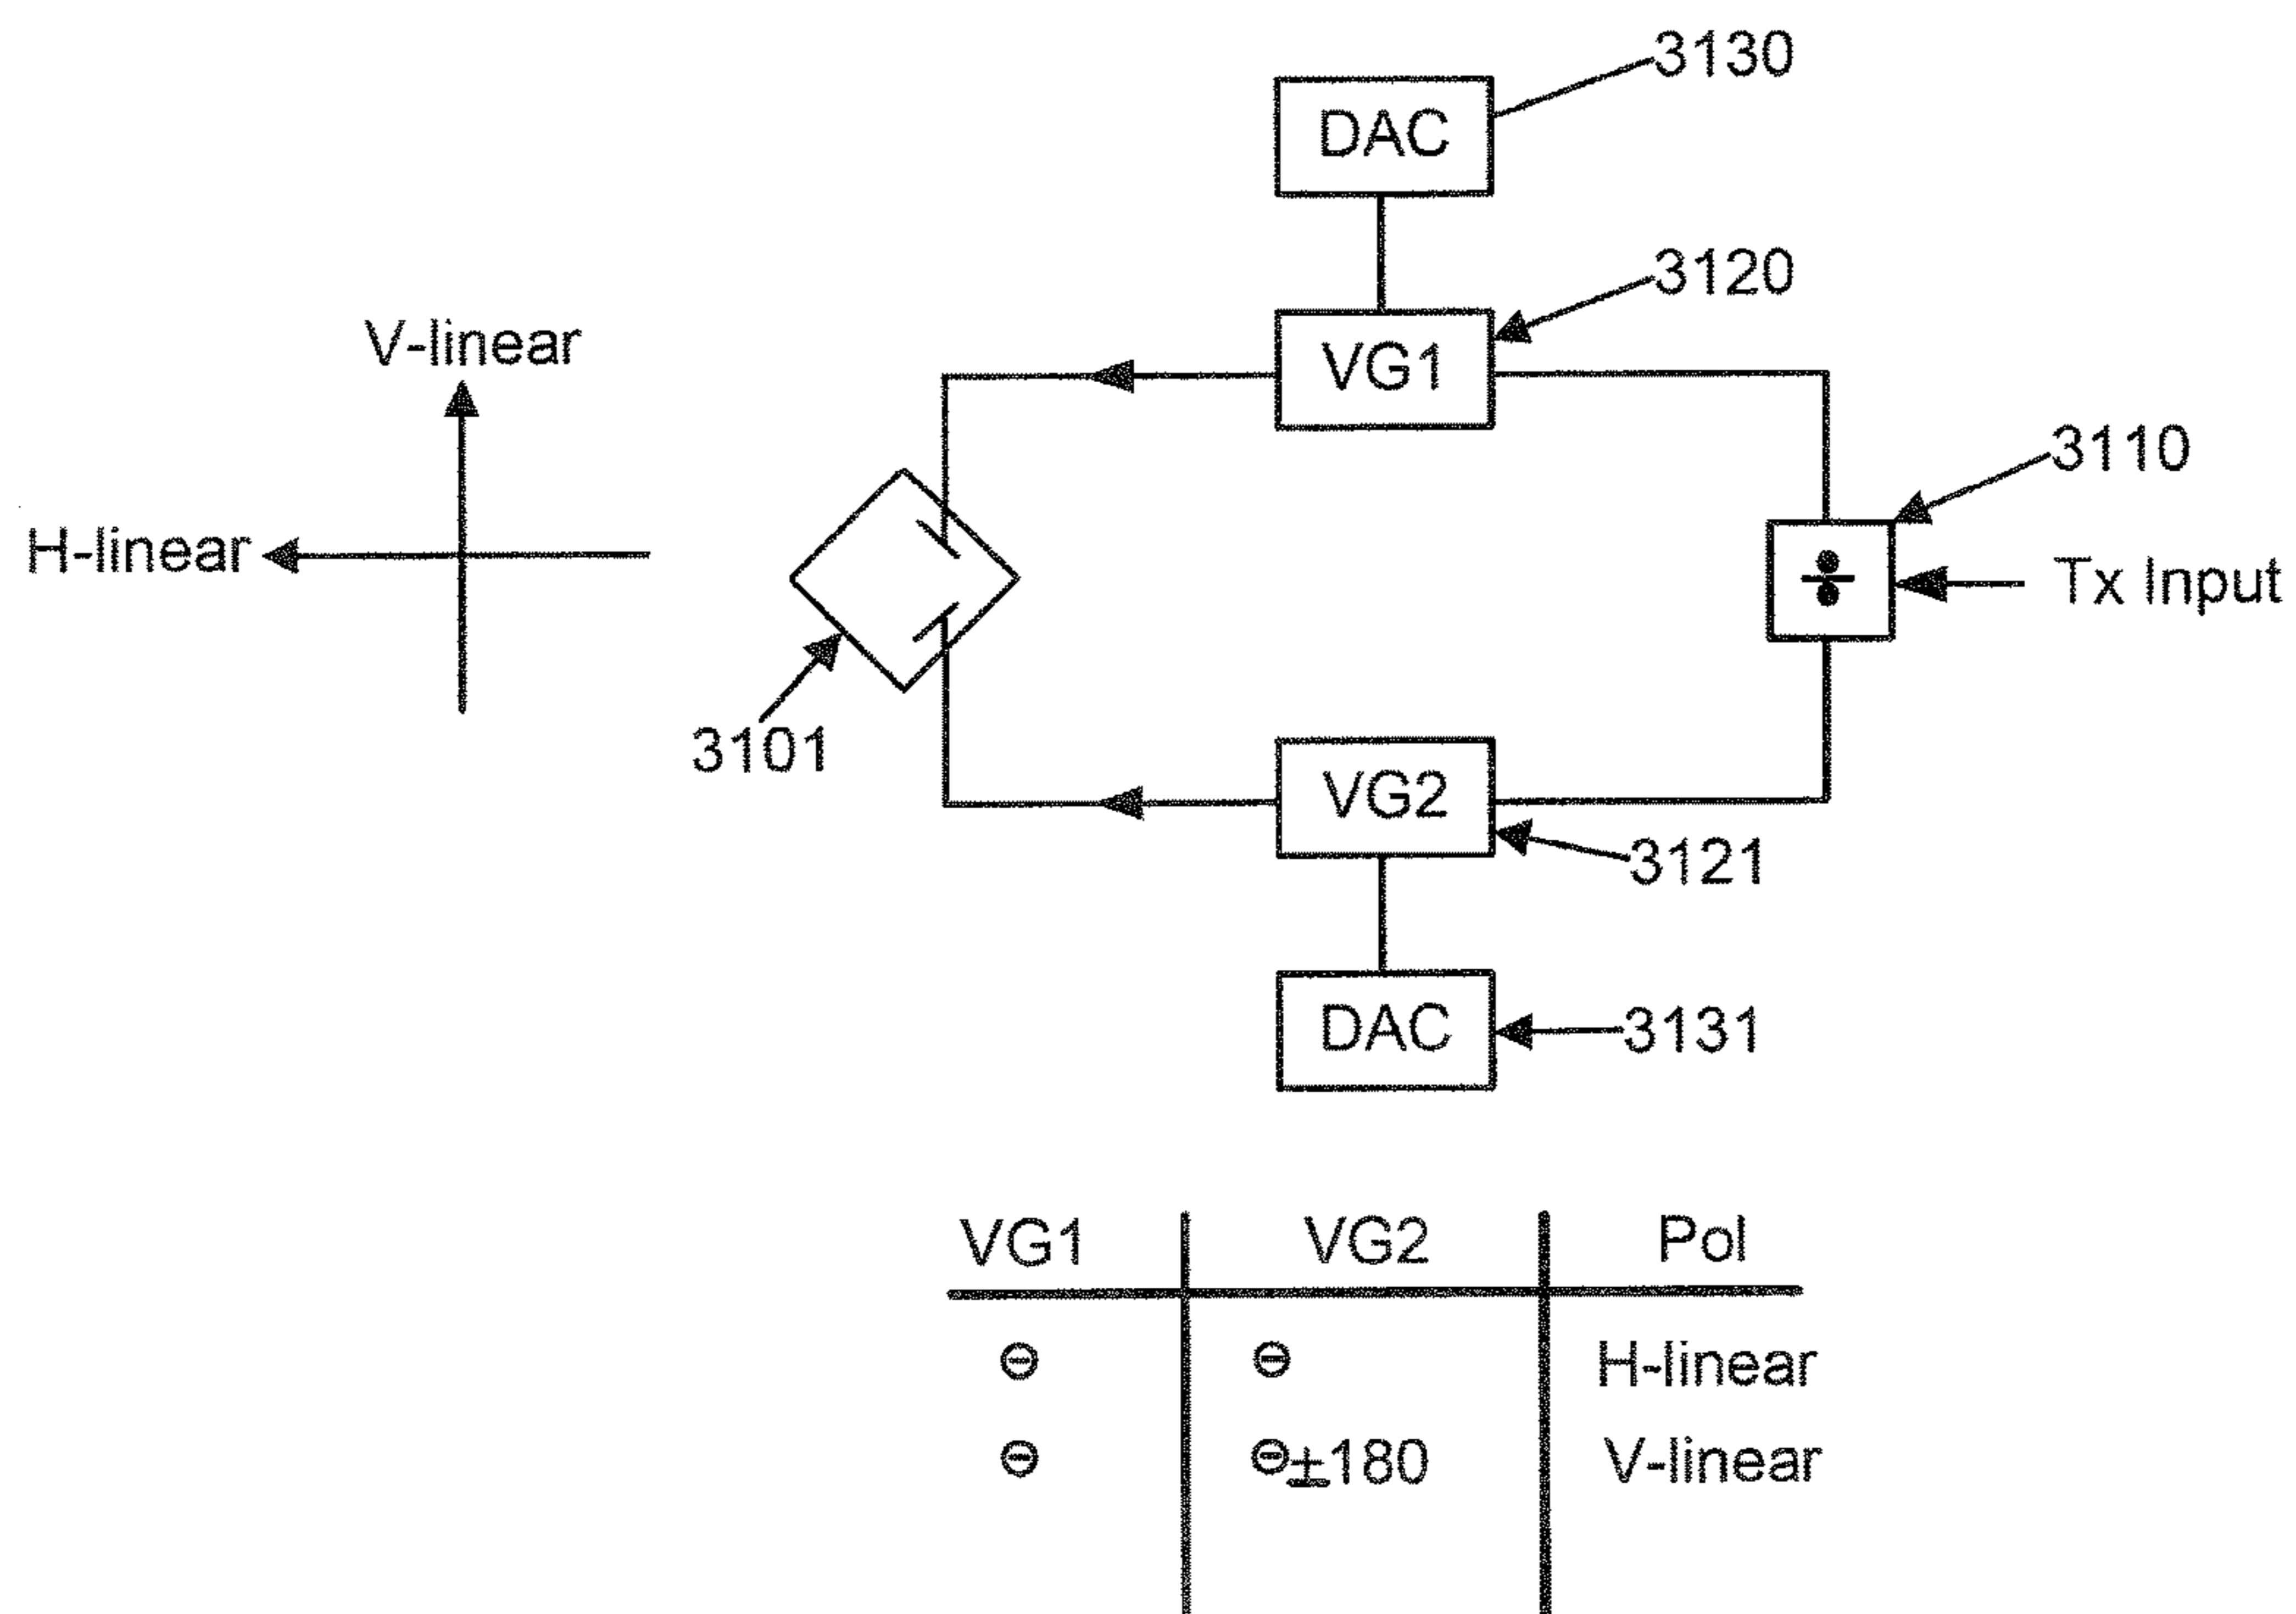 3130
DAC
3120
V-linear
VG1
3110
H-linear
÷
Tx Input
3101
VG2
3121
DAC
3131
VG1 VG2 Pol
⊖ ⊖ H-linear
⊖ ⊖±180 V-linear